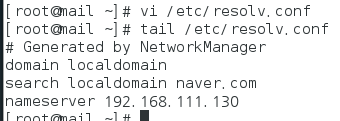 [root@mail ~]# vi /etc/resolv.conf
[root@mail ~]# tail /etc/resolv.conf
# Generated by NetworkManager
domain localdomain
search localdomain naver.com
nameserver 192.168.111.130
[root@mail ~]#